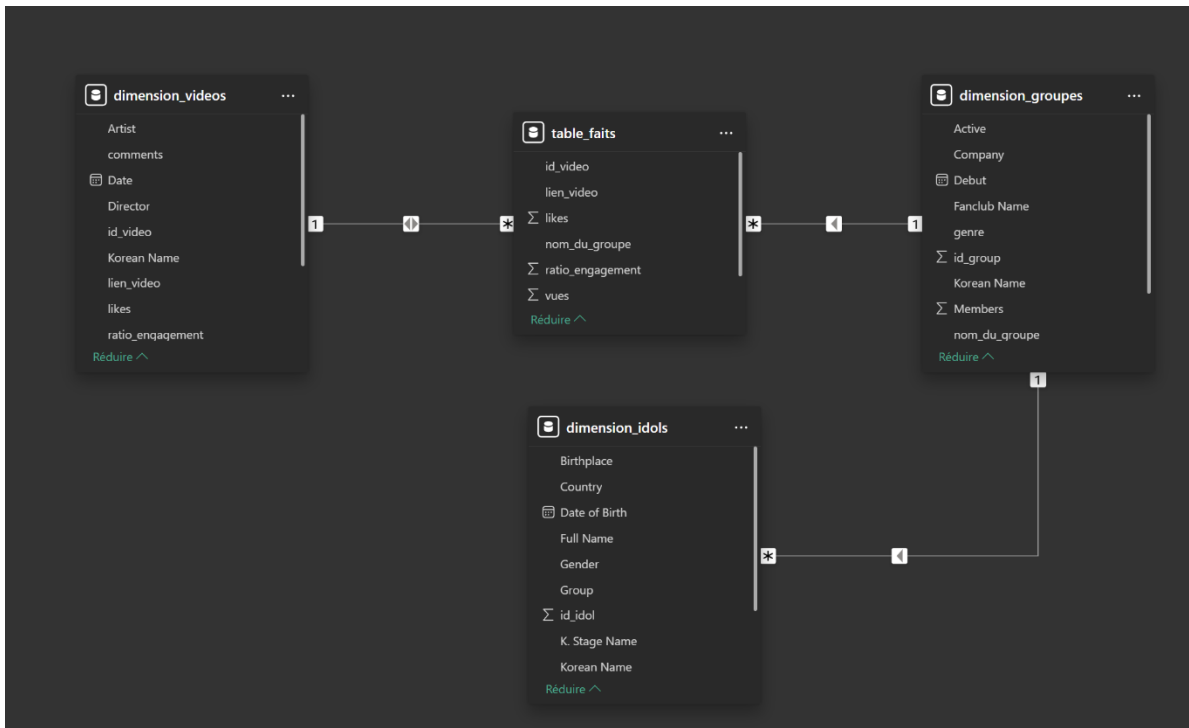 dimension_videos
Artist
comments
Date
Director
id_video
Korean Name
lien_video
likes
ratio_engagement
Réduire
1
*
table_faits
id_video
lien_video
likes
nom_du_groupe
ratio_engagement
vues
Réduire
*
1
dimension_groupes
Active
Company
Debut
Fanclub Name
genre
id_group
Korean Name
Members
nom_du_groupe
Réduire
1
dimension_idols
Birthplace
Country
Date of Birth
Full Name
Gender
Group
id_idol
K. Stage Name
Korean Name
Réduire
*